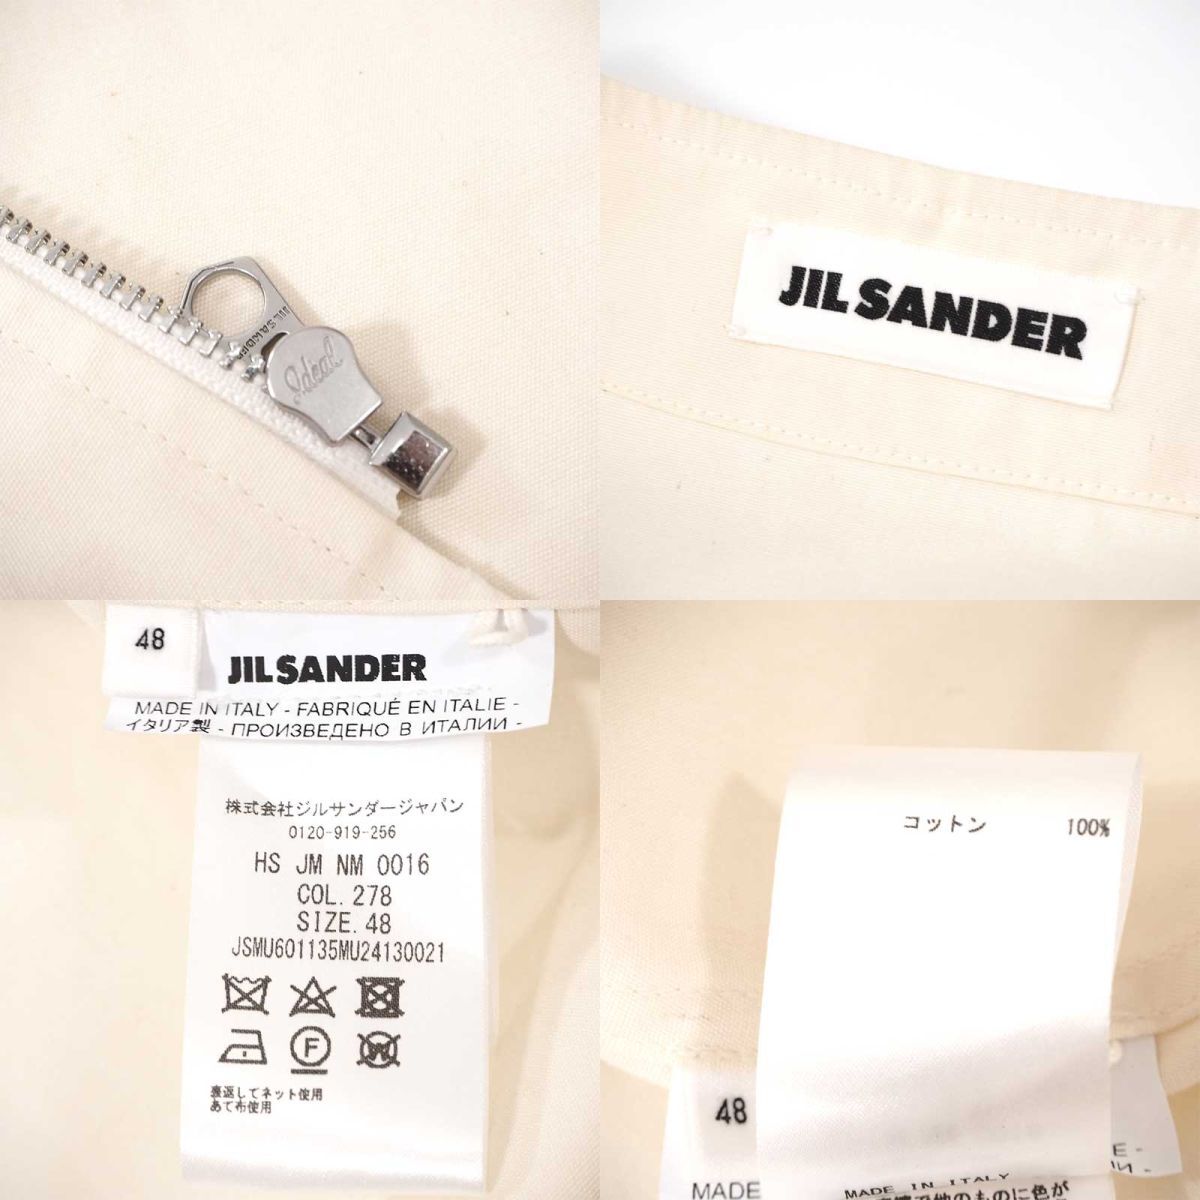 JIL SANDER
Ideal
JIL SANDER
48
JIL SANDER
MADE IN ITALY - FABRIQUÉ EN ITALIE -
イタリア製 - ПРОИЗВЕДЕНО В ИТАЛИИ -
株式会社ジルサンダージャパン
0120-919-256
HS JM NM 0016
COL. 278
SIZE. 48
JSMU601135MU24130021
F
W
裏返してネット使用
あて布使用
コットン 100%
48
MADE
MADE IN ITALY